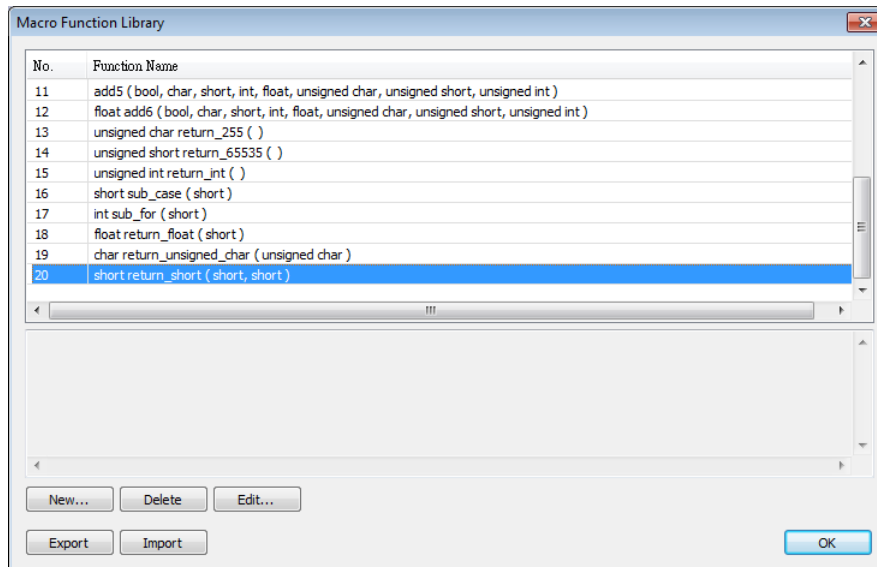 Macro Function Library
No. Function Name
11 add5 ( bool, char, short, int, float, unsigned char, unsigned short, unsigned int )
12 float add6 ( bool, char, short, int, float, unsigned char, unsigned short, unsigned int )
13 unsigned char return_255 ( )
14 unsigned short return_65535 ( )
15 unsigned int return_int ( )
16 short sub_case ( short )
17 int sub_for ( short )
18 float return_float ( short )
19 char return_unsigned_char ( unsigned char )
20 short return_short ( short, short )
New... Delete Edit...
Export Import OK